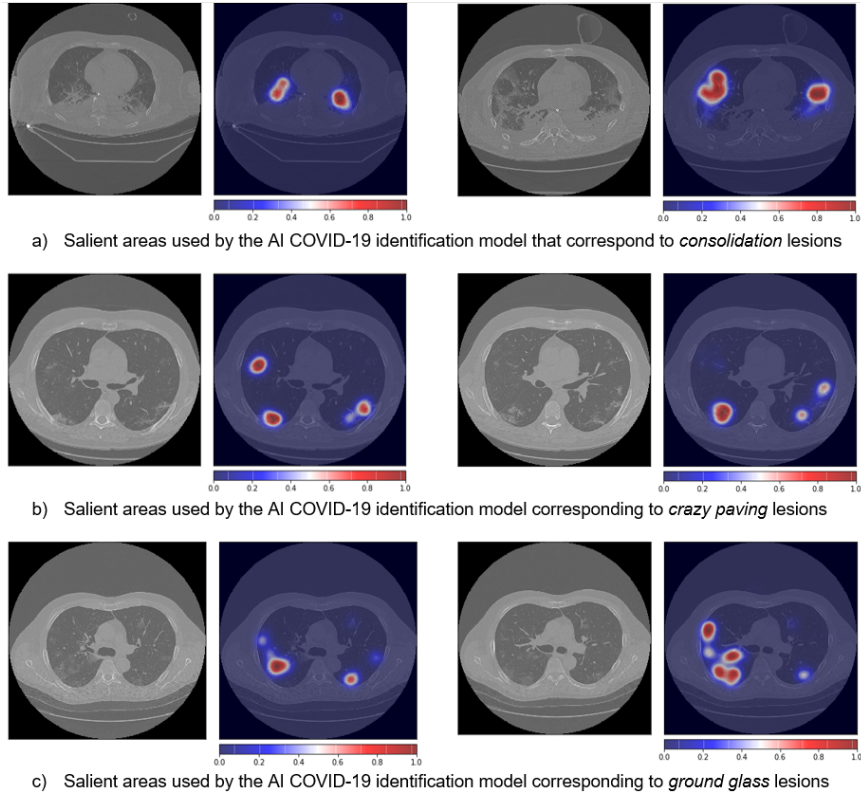 0.0 0.2 0.4 0.6 0.8 1.0 0.0 0.2 0.4 0.6 0.8 1.0
a) Salient areas used by the AI COVID-19 identification model that correspond to consolidation lesions
0.0 0.2 0.4 0.6 0.8 1.0 0.0 0.2 0.4 0.6 0.8 1.0
b) Salient areas used by the AI COVID-19 identification model corresponding to crazy paving lesions
0.0 0.2 0.4 0.6 0.8 1.0 0.0 0.2 0.4 0.6 0.8 1.0
c) Salient areas used by the AI COVID-19 identification model corresponding to ground glass lesions